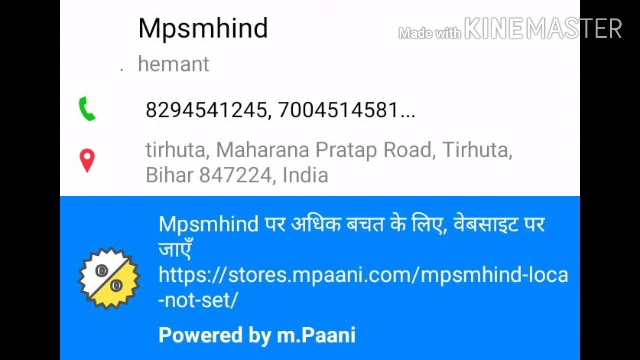 Mpsmhind
Made with KINEMASTER
. hemant
8294541245, 7004514581...
tirhuta, Maharana Pratap Road, Tirhuta,
Bihar 847224, India
Mpsmhind पर अधिक बचत के लिए, वेबसाइट पर
जाएँ
https://stores.mpaani.com/mpsmhind-loca
-not-set/
Powered by m.Paani